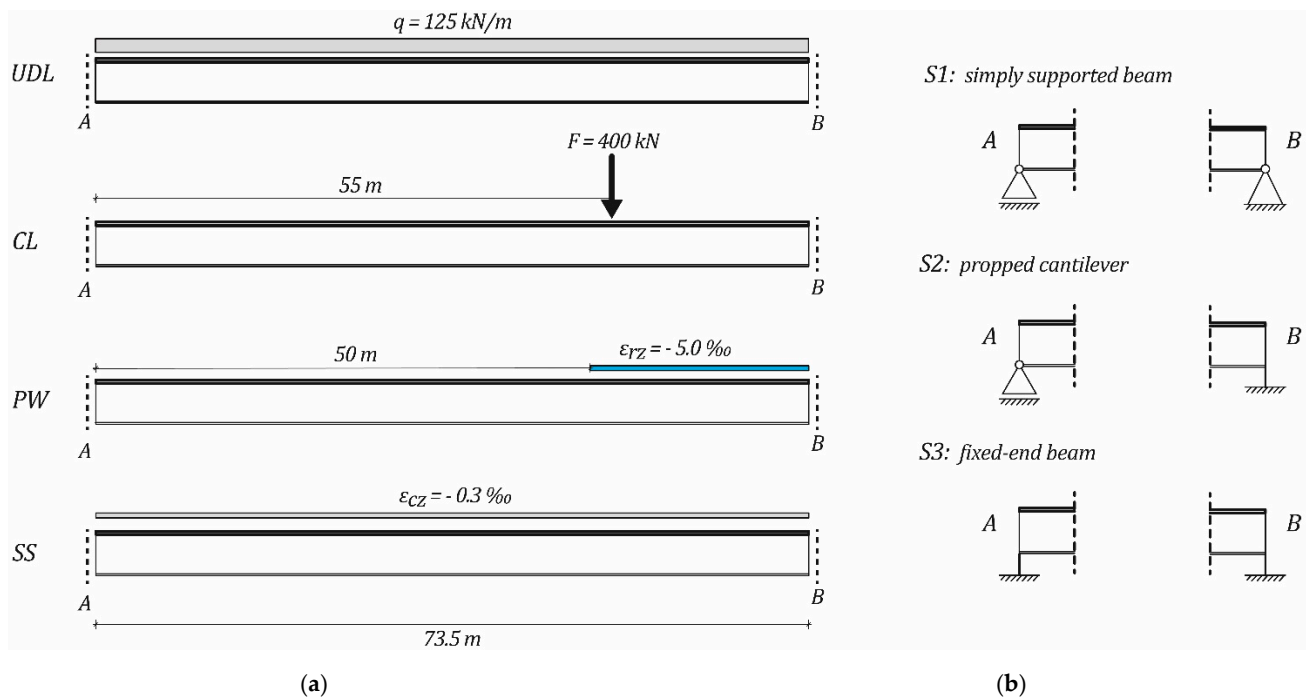 q = 125 kN/m
UDL
A
B
F = 400 kN
55 m
CL
A
B
50 m
εrz = - 5.0 ‰
PW
A
B
εcz = - 0.3 ‰
SS
A
B
73.5 m
(a)
S1: simply supported beam
A
B
S2: propped cantilever
A
B
S3: fixed-end beam
A
B
(b)